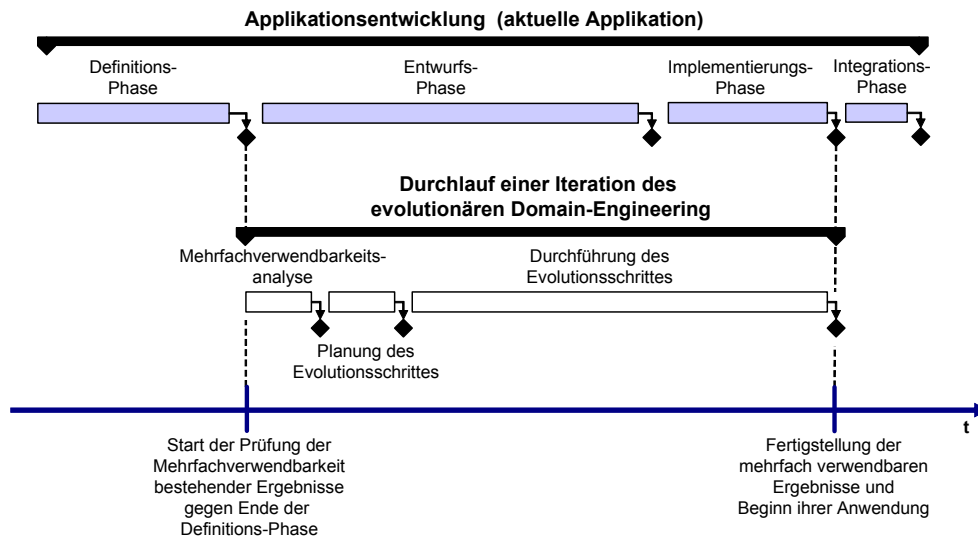 Applikationsentwicklung (aktuelle Applikation)
Definitions-
Phase
Entwurfs-
Phase
Implementierungs-
Phase
Integrations-
Phase
Durchlauf einer Iteration des
evolutionären Domain-Engineering
Mehrfachverwendbarkeits-
analyse
Durchführung des
Evolutionsschrittes
Planung des
Evolutionsschrittes
t
Start der Prüfung der
Mehrfachverwendbarkeit
bestehender Ergebnisse
gegen Ende der
Definitions-Phase
Fertigstellung der
mehrfach verwendbaren
Ergebnisse und
Beginn ihrer Anwendung